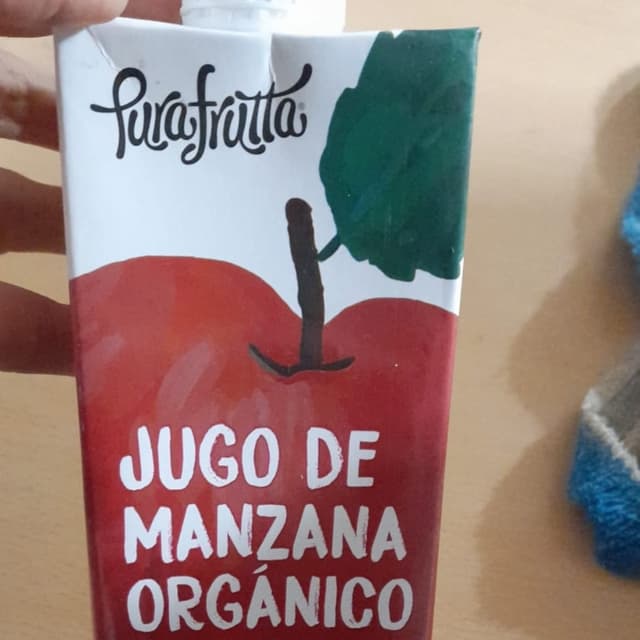 Purafrutta
JUGO DE
MANZANA
ORGÁNICO